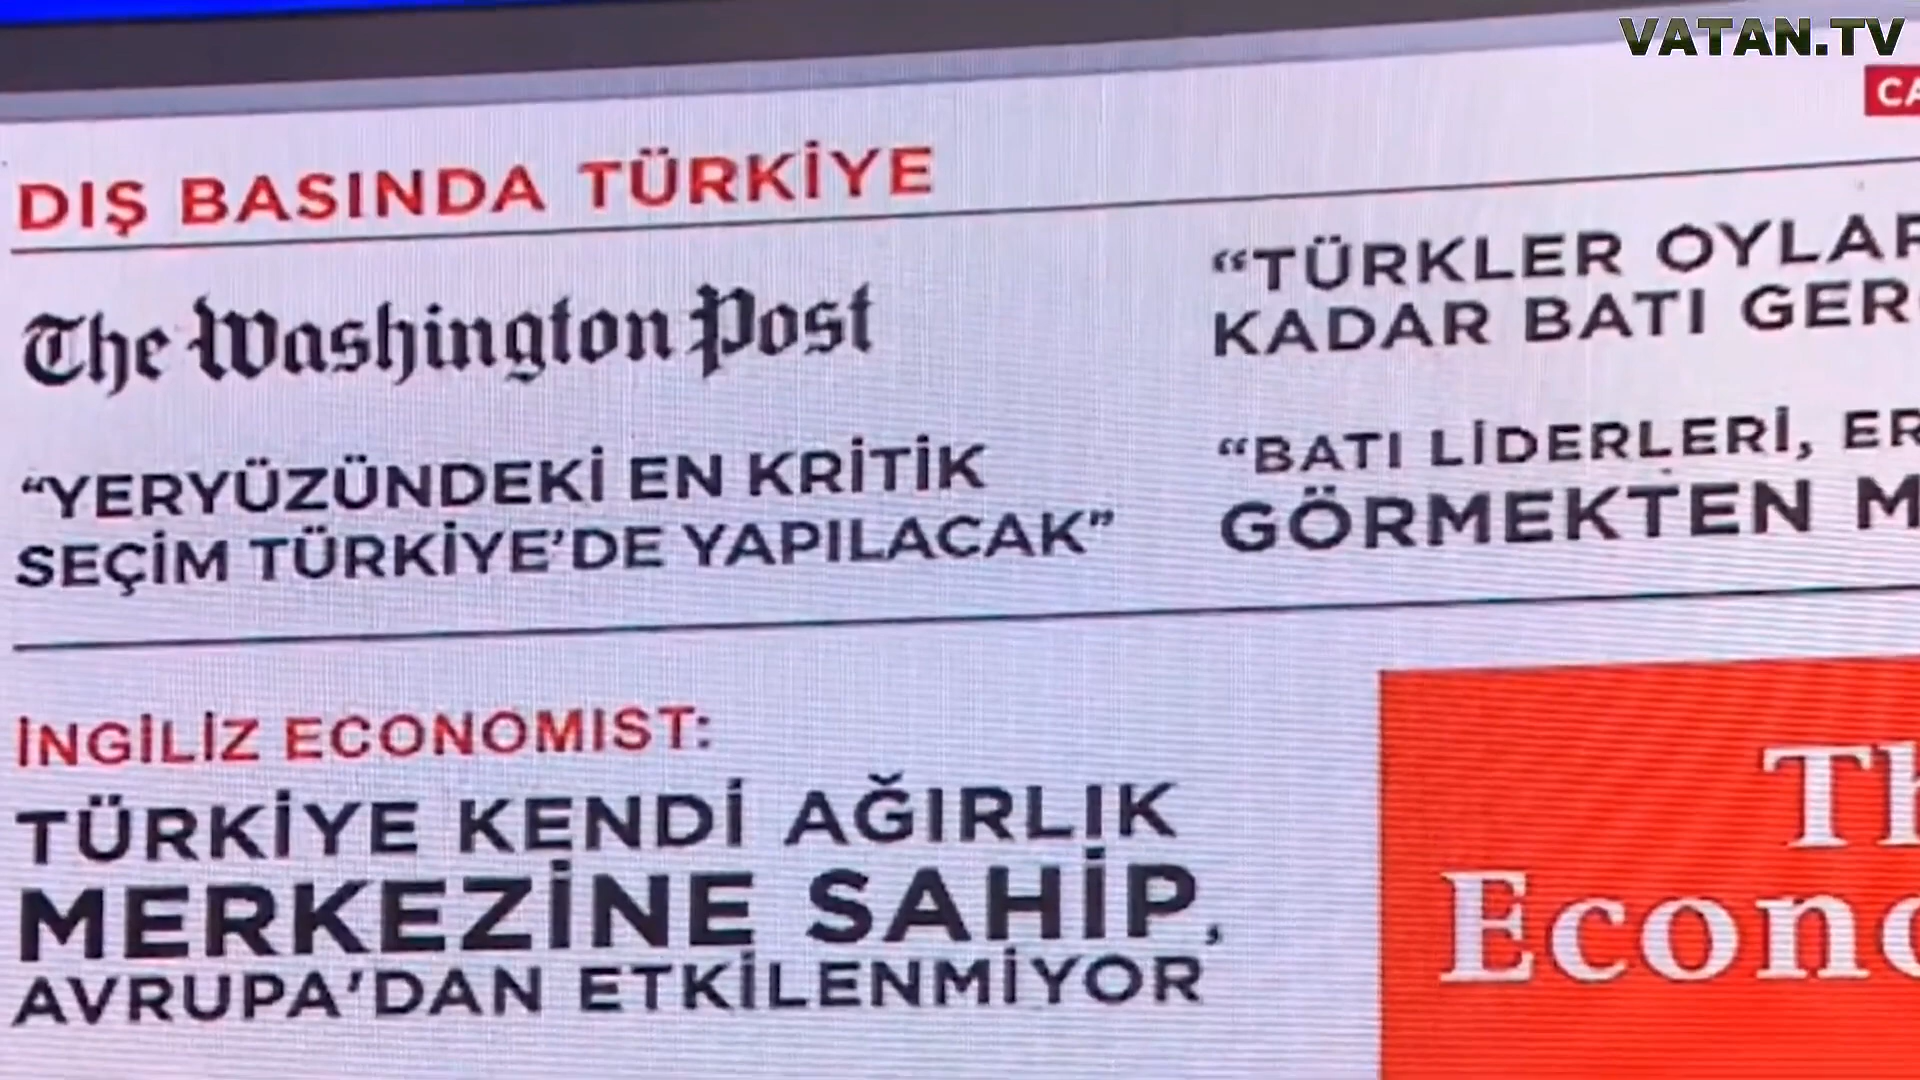 VATAN.TV
DIŞ BASINDA TÜRKİYE
The Washington Post
“YERYÜZÜNDEKİ EN KRİTİK
SEÇİM TÜRKİYE’DE YAPILACAK”
“TÜRKLER
KADAR BATI
“BATI LİDERLERİ,
GÖRMEKTEN
İNGİLİZ ECONOMIST:
TÜRKİYE KENDİ AĞIRLIK
MERKEZİNE SAHİP,
AVRUPA’DAN ETKİLENMİYOR